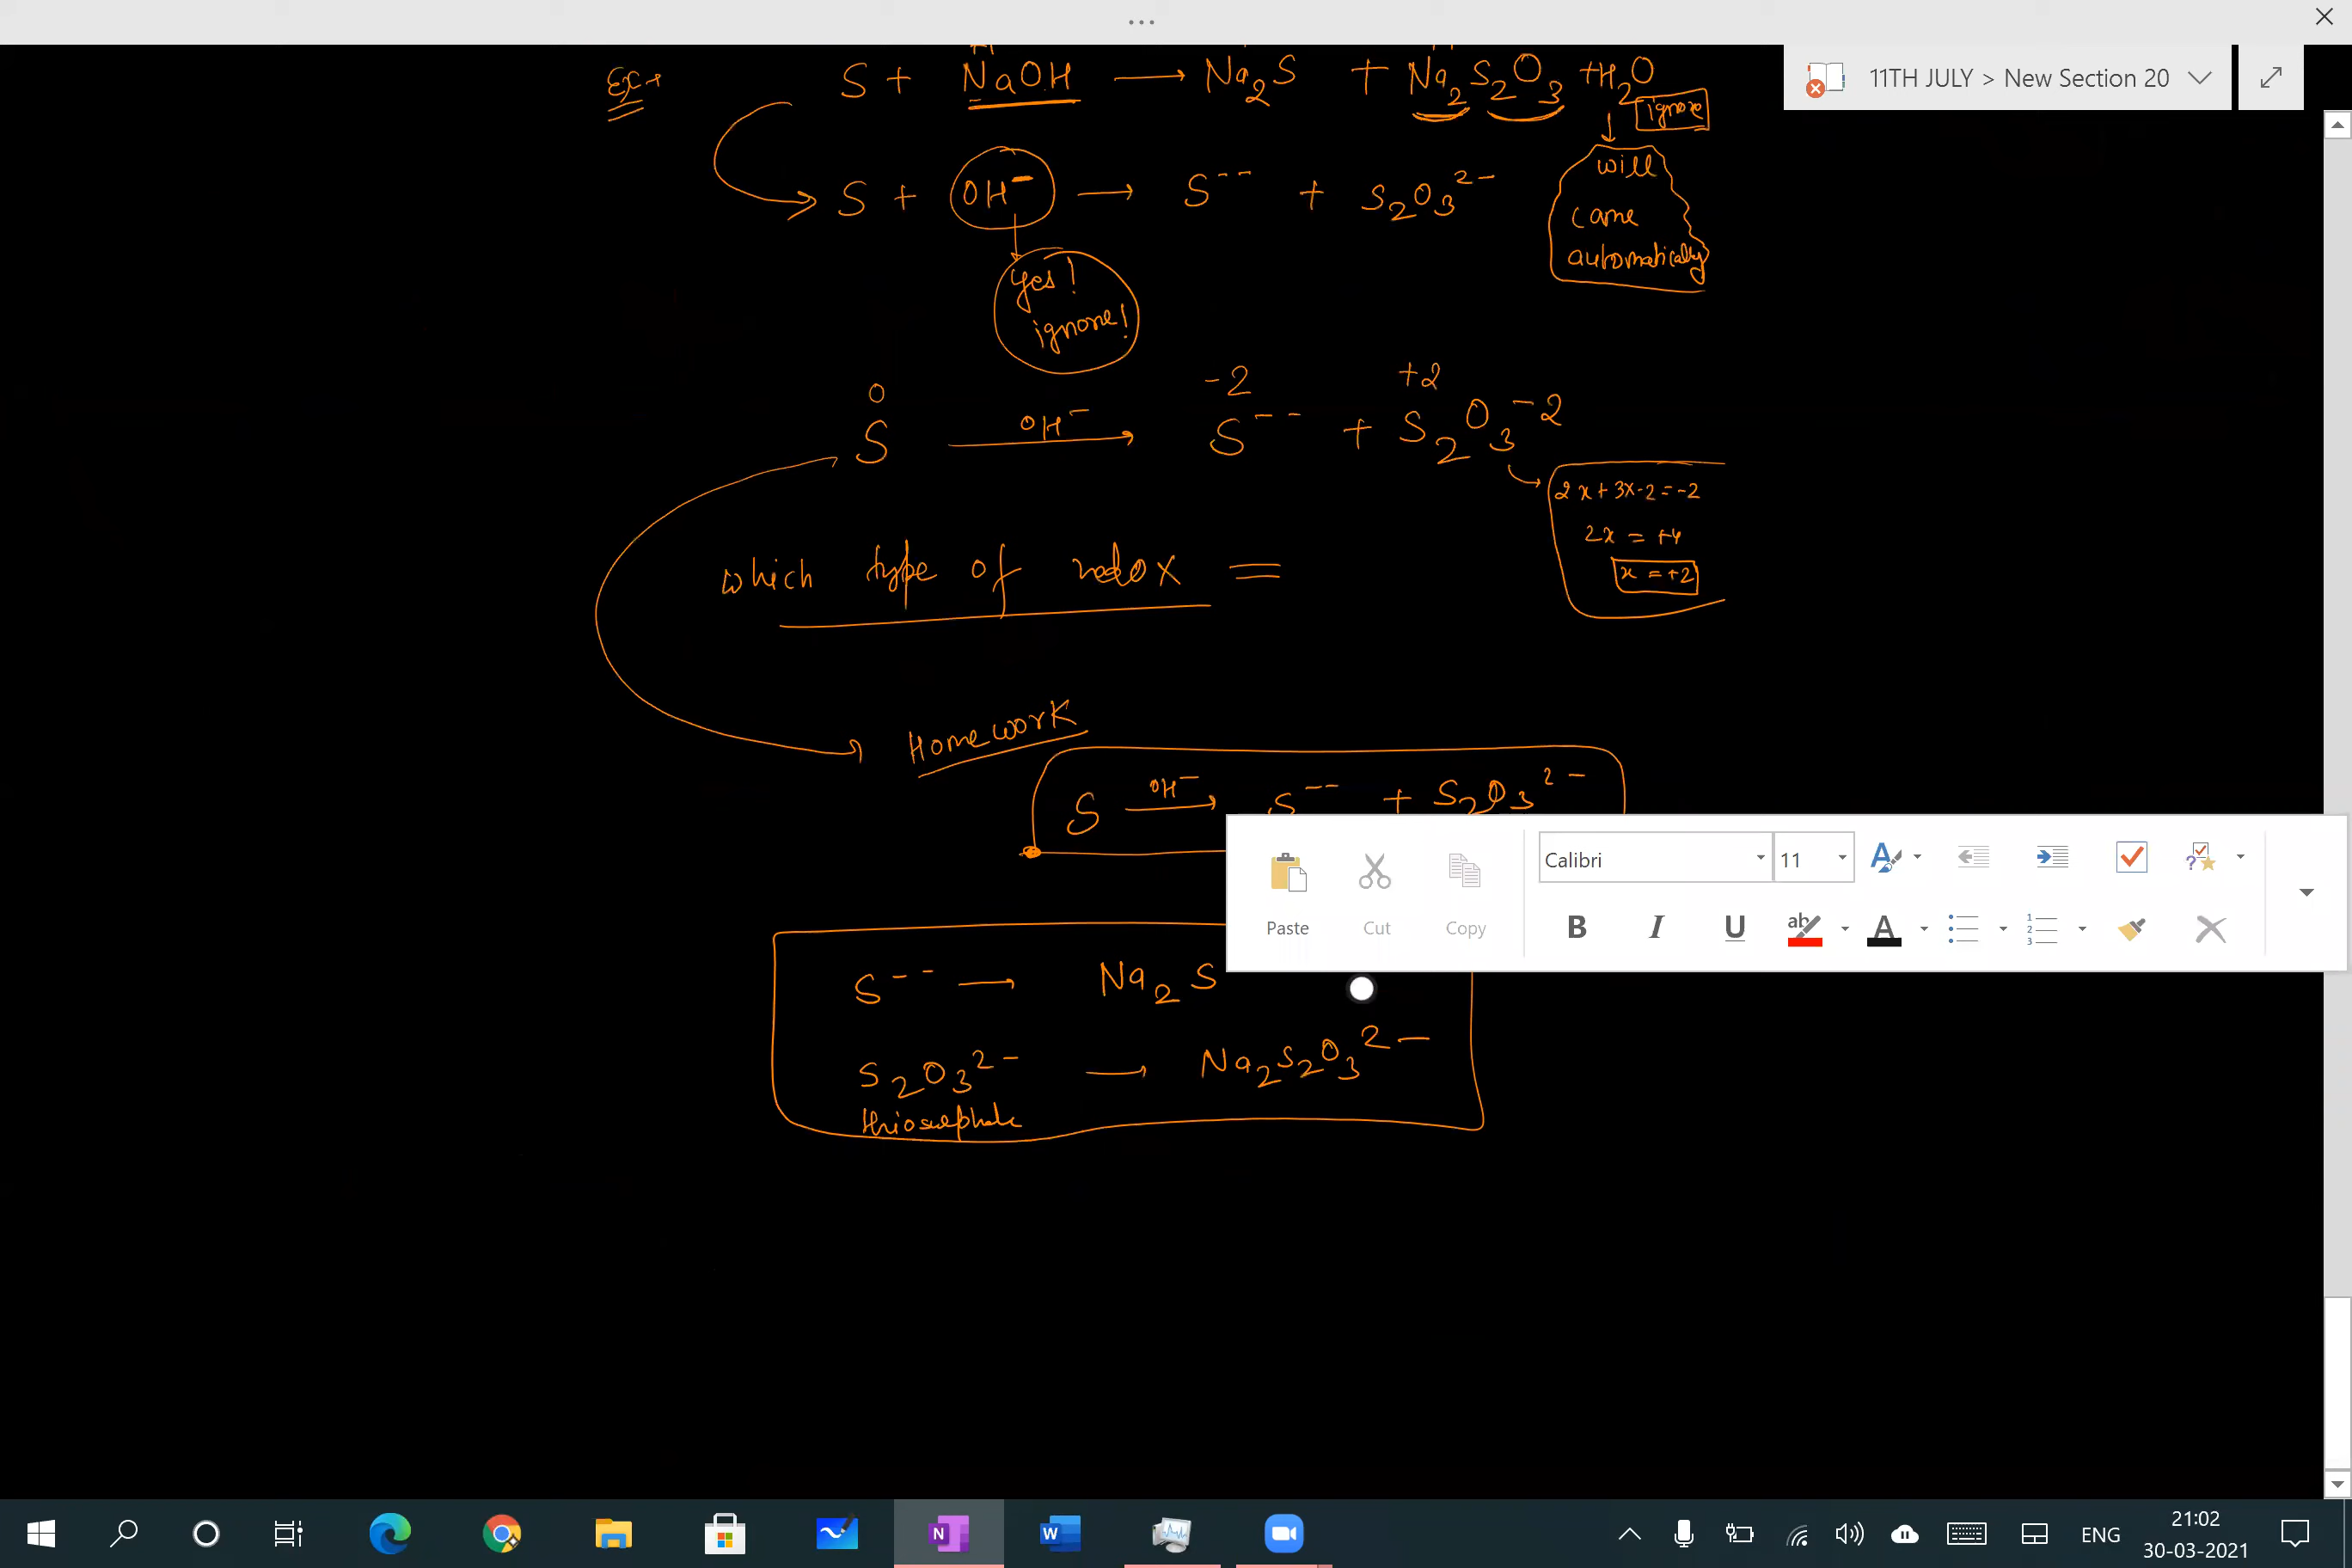 ...
11TH JULY > New Section 20
Ex→ S + NaOH → Na₂S + Na₂S₂O₃ + H₂O
ignore
S + OH⁻ → S⁻⁻ + S₂O₃²⁻
will
come
automatically
yes!
ignore!
0 -2 +2
S OH⁻→ S⁻⁻ + S₂O₃⁻²
2x + 3x-2 = -2
2x = +4
x = +2
which type of redox =
Homework
S OH⁻→ S⁻⁻ + S₂O₃²⁻
Calibri 11
Paste Cut Copy B I U ab A
S⁻⁻ → Na₂S
S₂O₃²⁻ → Na₂S₂O₃²⁻
thiosulphate
ENG
21:02
30-03-2021